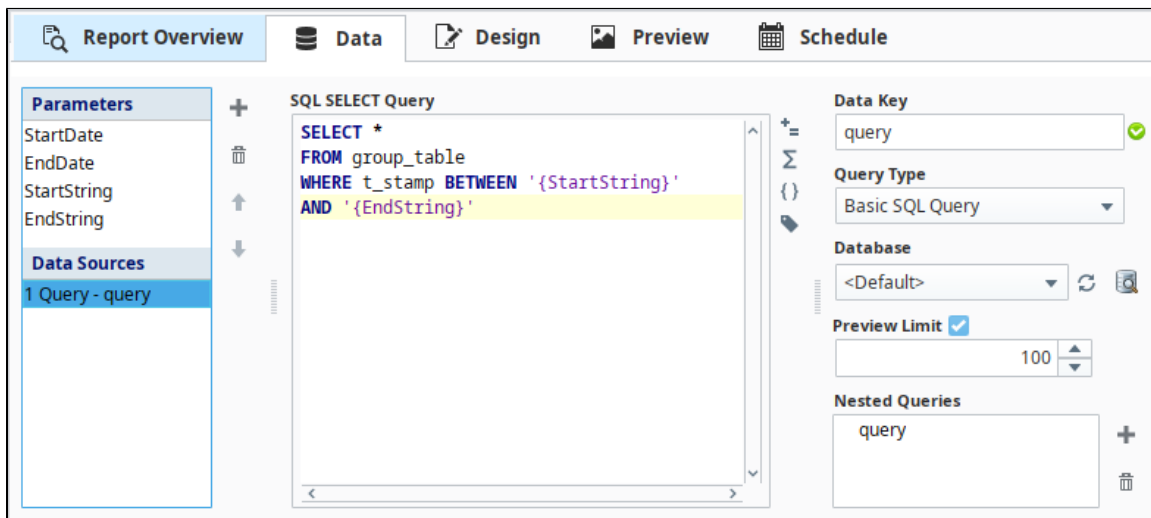 Report Overview
Data
Design
Preview
Schedule
Parameters
StartDate
EndDate
StartString
EndString
Data Sources
1 Query - query
SQL SELECT Query
SELECT *
FROM group_table
WHERE t_stamp BETWEEN '{StartString}'
AND '{EndString}'
Data Key
query
Query Type
Basic SQL Query
Database
<Default>
Preview Limit
100
Nested Queries
query